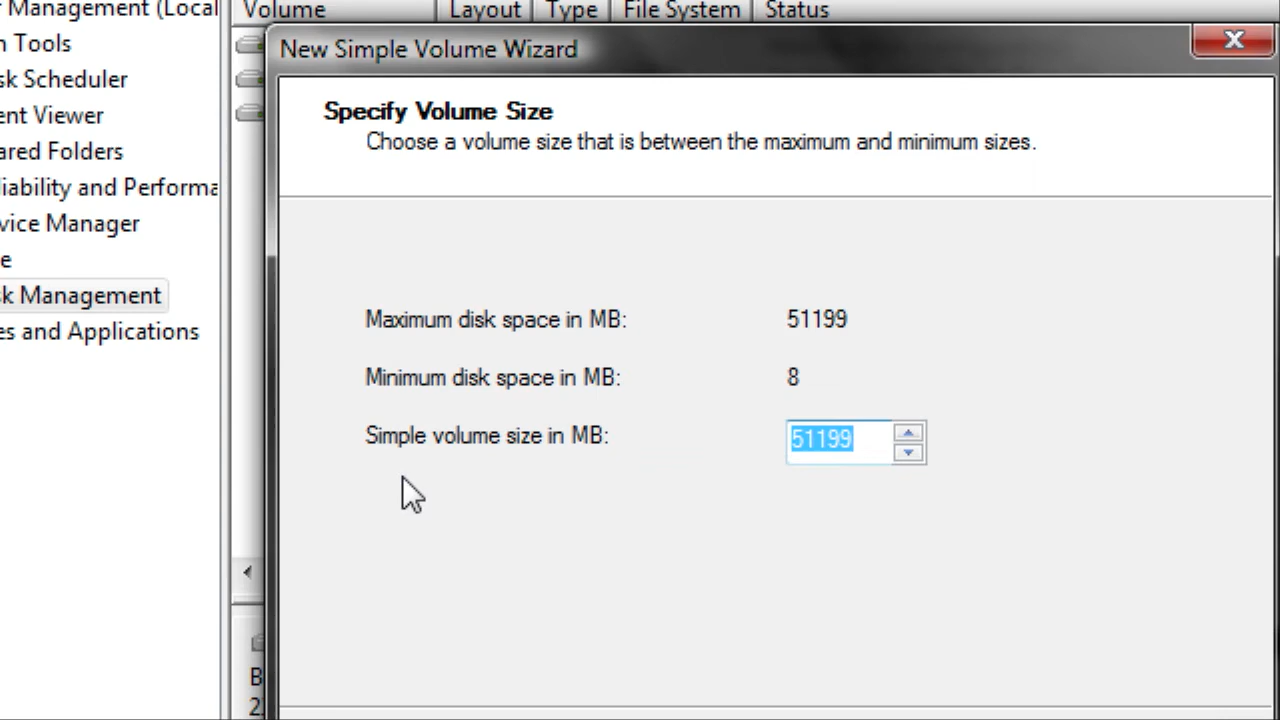 r Management (Local
Volume Layout Type File System Status
n Tools
New Simple Volume Wizard
sk Scheduler
Specify Volume Size
ent Viewer
Choose a volume size that is between the maximum and minimum sizes.
ared Folders
liability and Performa
vice Manager
e
sk Management
Maximum disk space in MB: 51199
es and Applications
Minimum disk space in MB: 8
Simple volume size in MB: 51199
B
2